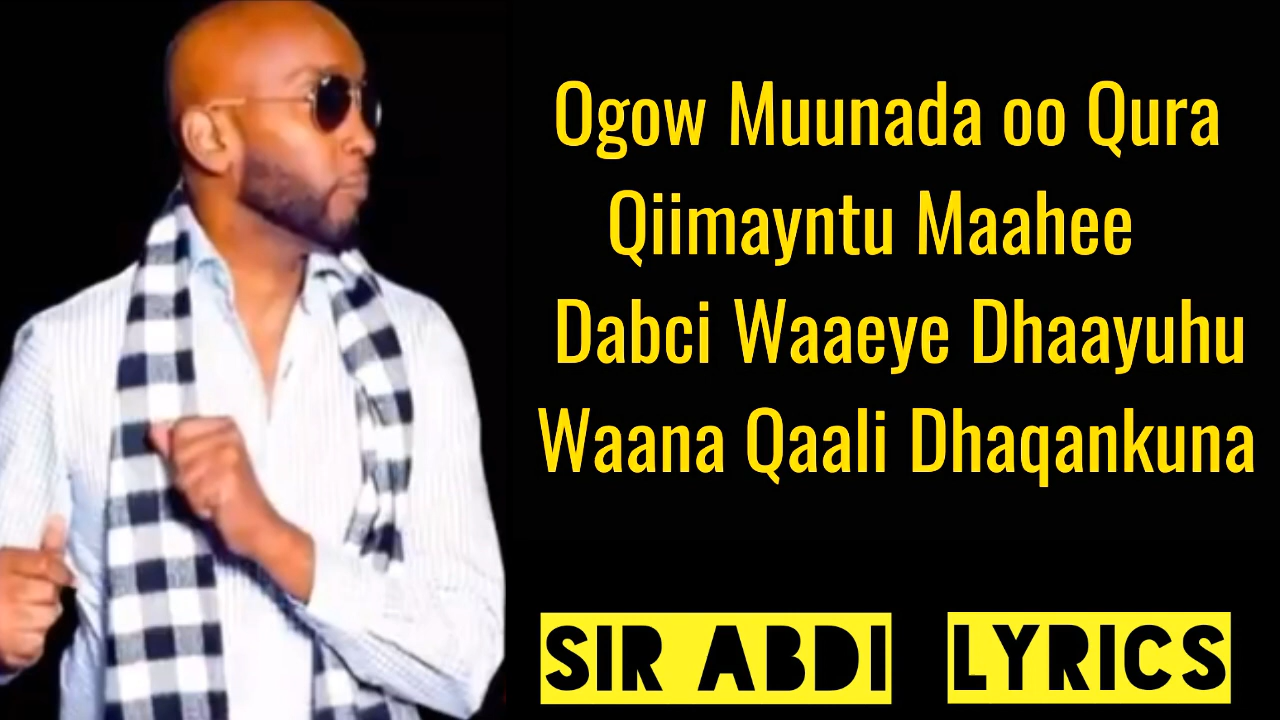 Ogow Muunada oo Qura
Qiimayntu Maahee
Dabci Waaeye Dhaayuhu
Waana Qaali Dhaqankuna
SIR ABDI LYRICS